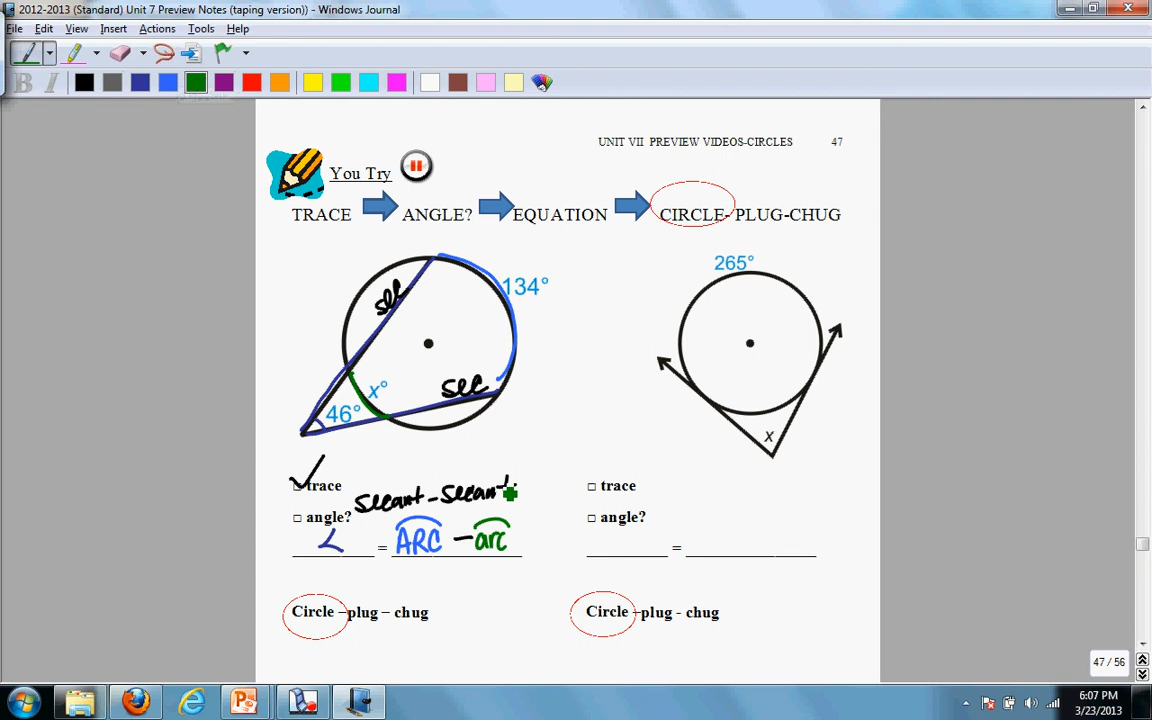 2012-2013 (Standard) Unit 7 Preview Notes (taping version)) - Windows Journal
File Edit View Insert Actions Tools Help
B I
UNIT VII PREVIEW VIDEOS-CIRCLES 47
You Try
TRACE ANGLE? EQUATION CIRCLE- PLUG-CHUG
sec
134°
x°
sec
46°
265°
x
□ trace
secant-secant
□ angle?
< = ARC - arc
Circle –plug – chug
□ trace
□ angle?
________ = ____________
Circle –plug - chug
47 / 56
6:07 PM
3/23/2013